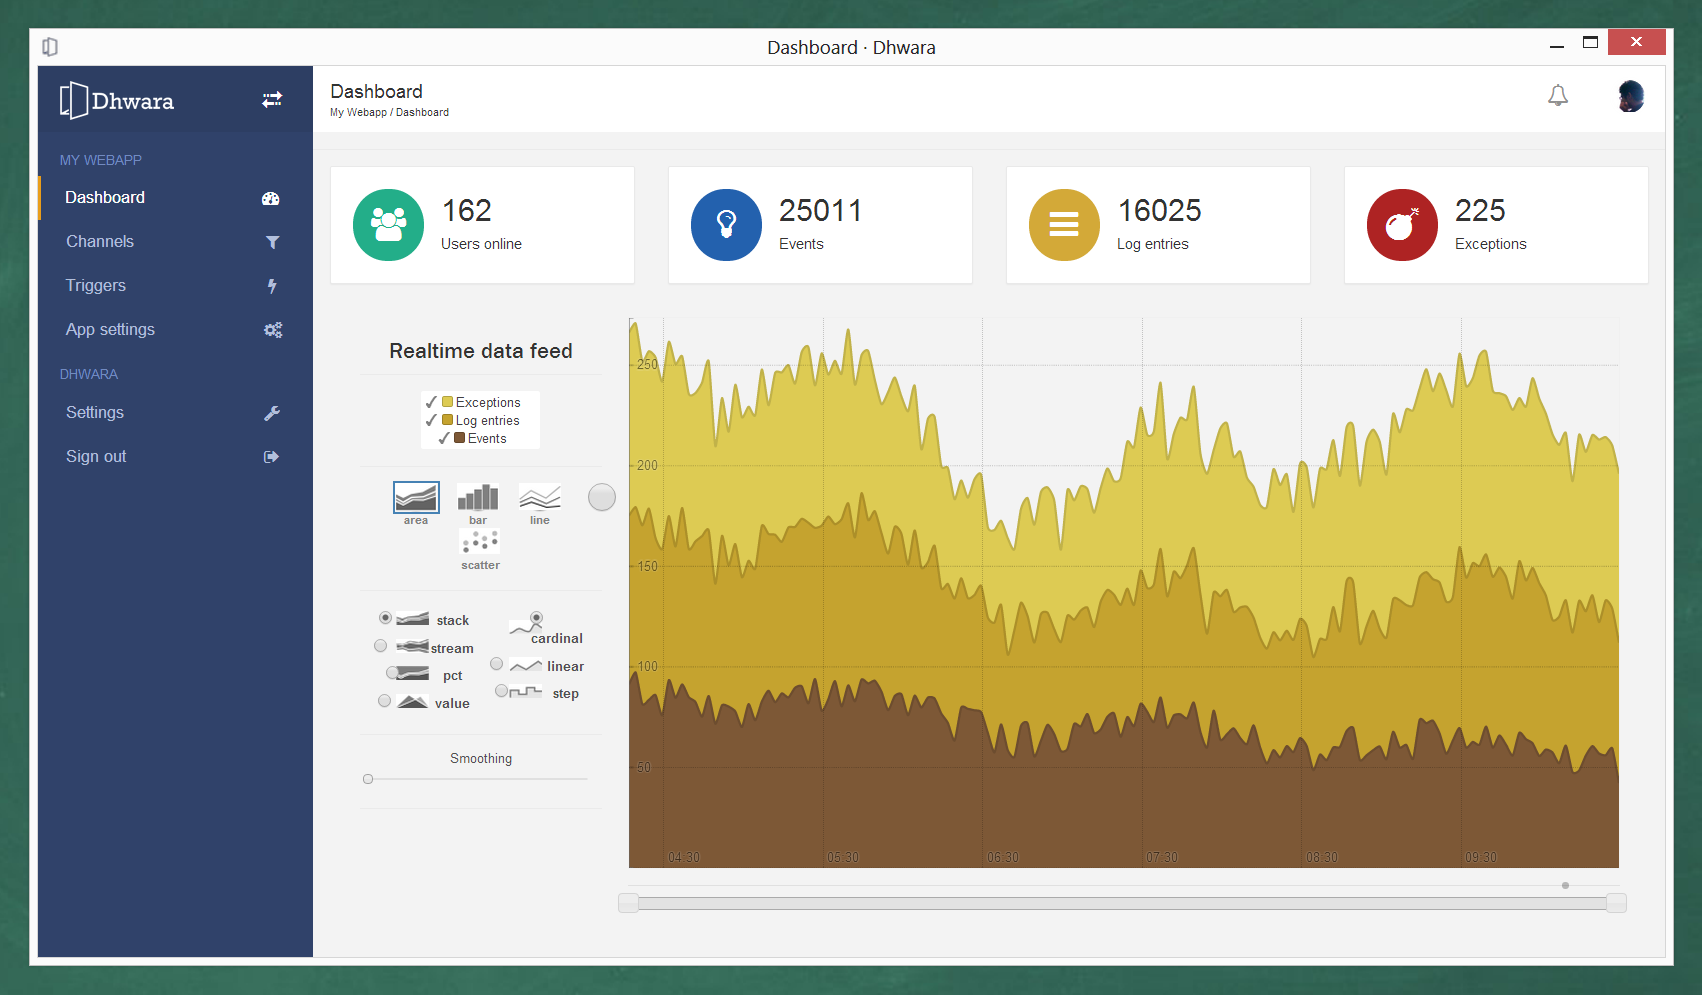 Dashboard · Dhwara
Dhwara
Dashboard
My Webapp / Dashboard
MY WEBAPP
Dashboard
Channels
Triggers
App settings
DHWARA
Settings
Sign out
162
Users online
25011
Events
16025
Log entries
225
Exceptions
Realtime data feed
Exceptions
Log entries
Events
area
bar
line
scatter
stack
cardinal
stream
linear
pct
step
value
Smoothing
250
200
150
100
50
04:30
05:30
06:30
07:30
08:30
09:30